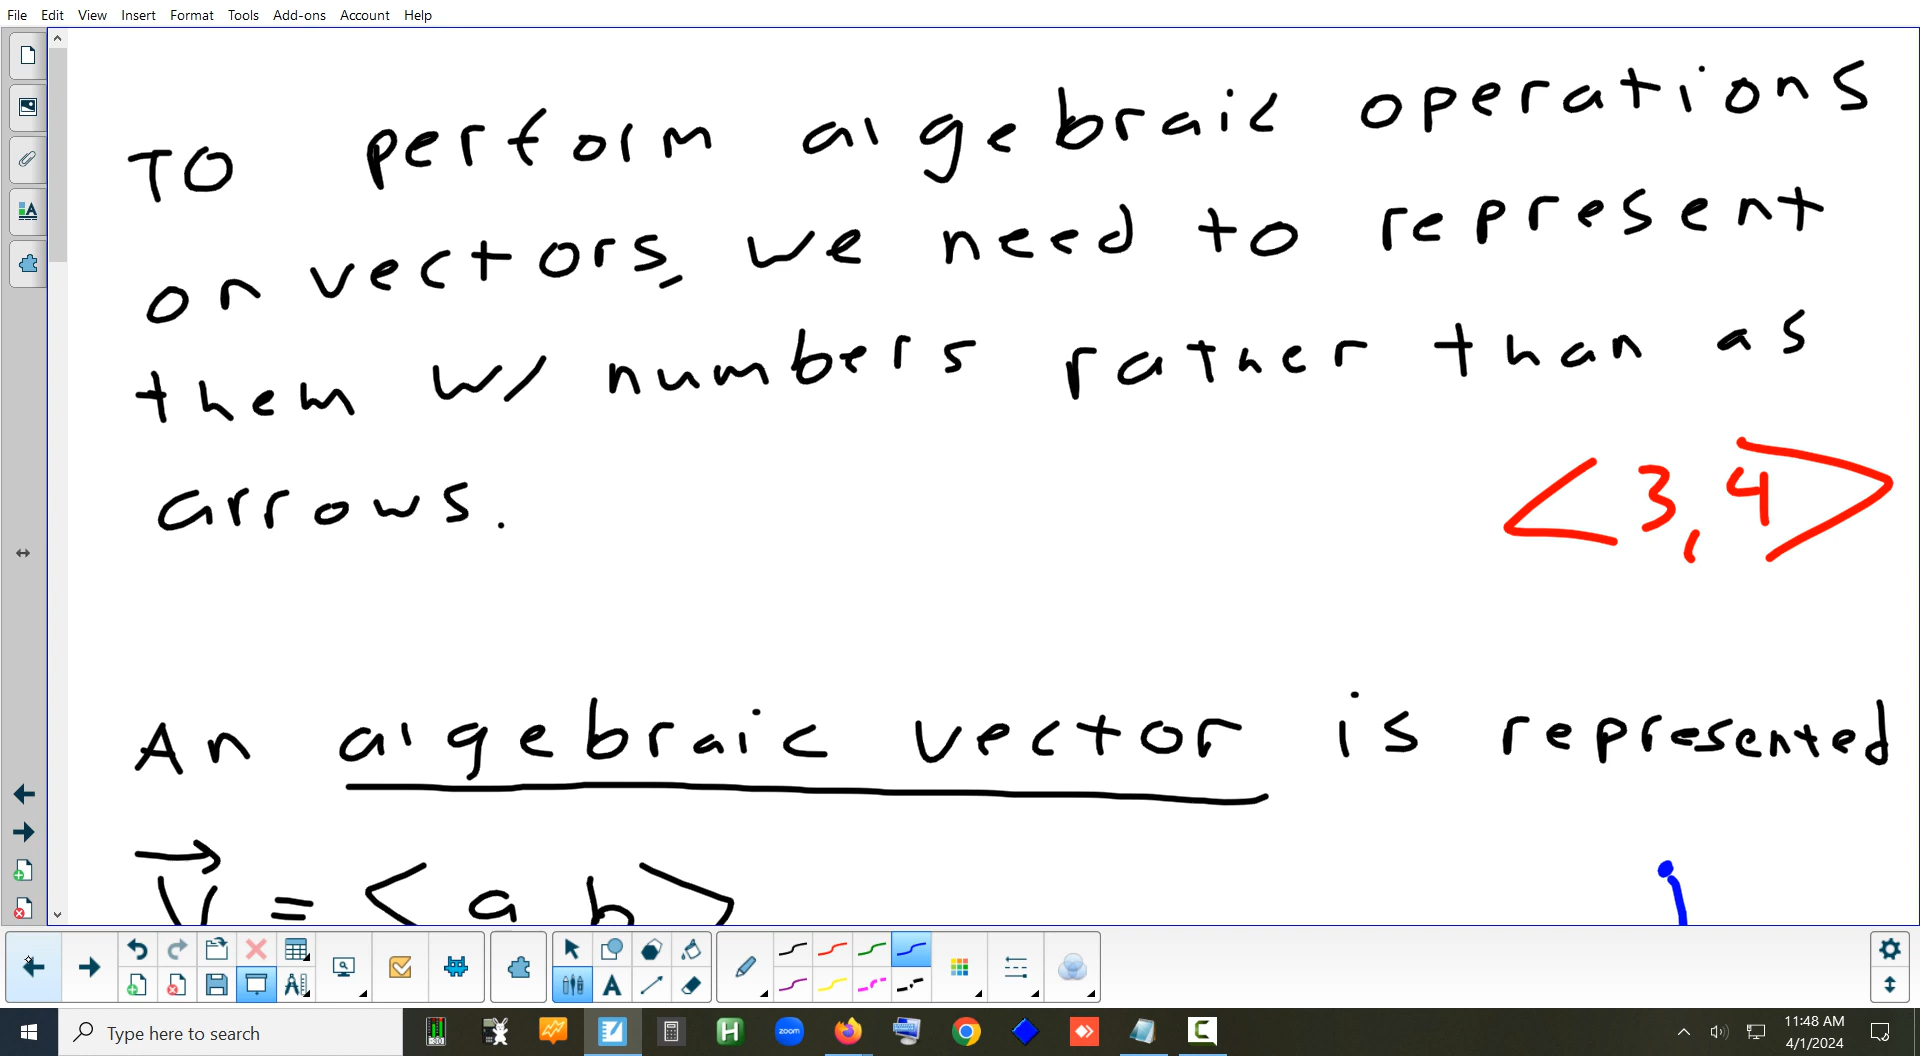 File Edit View Insert Format Tools Add-ons Account Help
To perform algebraic operations
on vectors, we need to represent
them w/ numbers rather than as
arrows.
<3, 4>
An algebraic vector is represented
V = <a b>
Type here to search
zoom
11:48 AM
4/1/2024